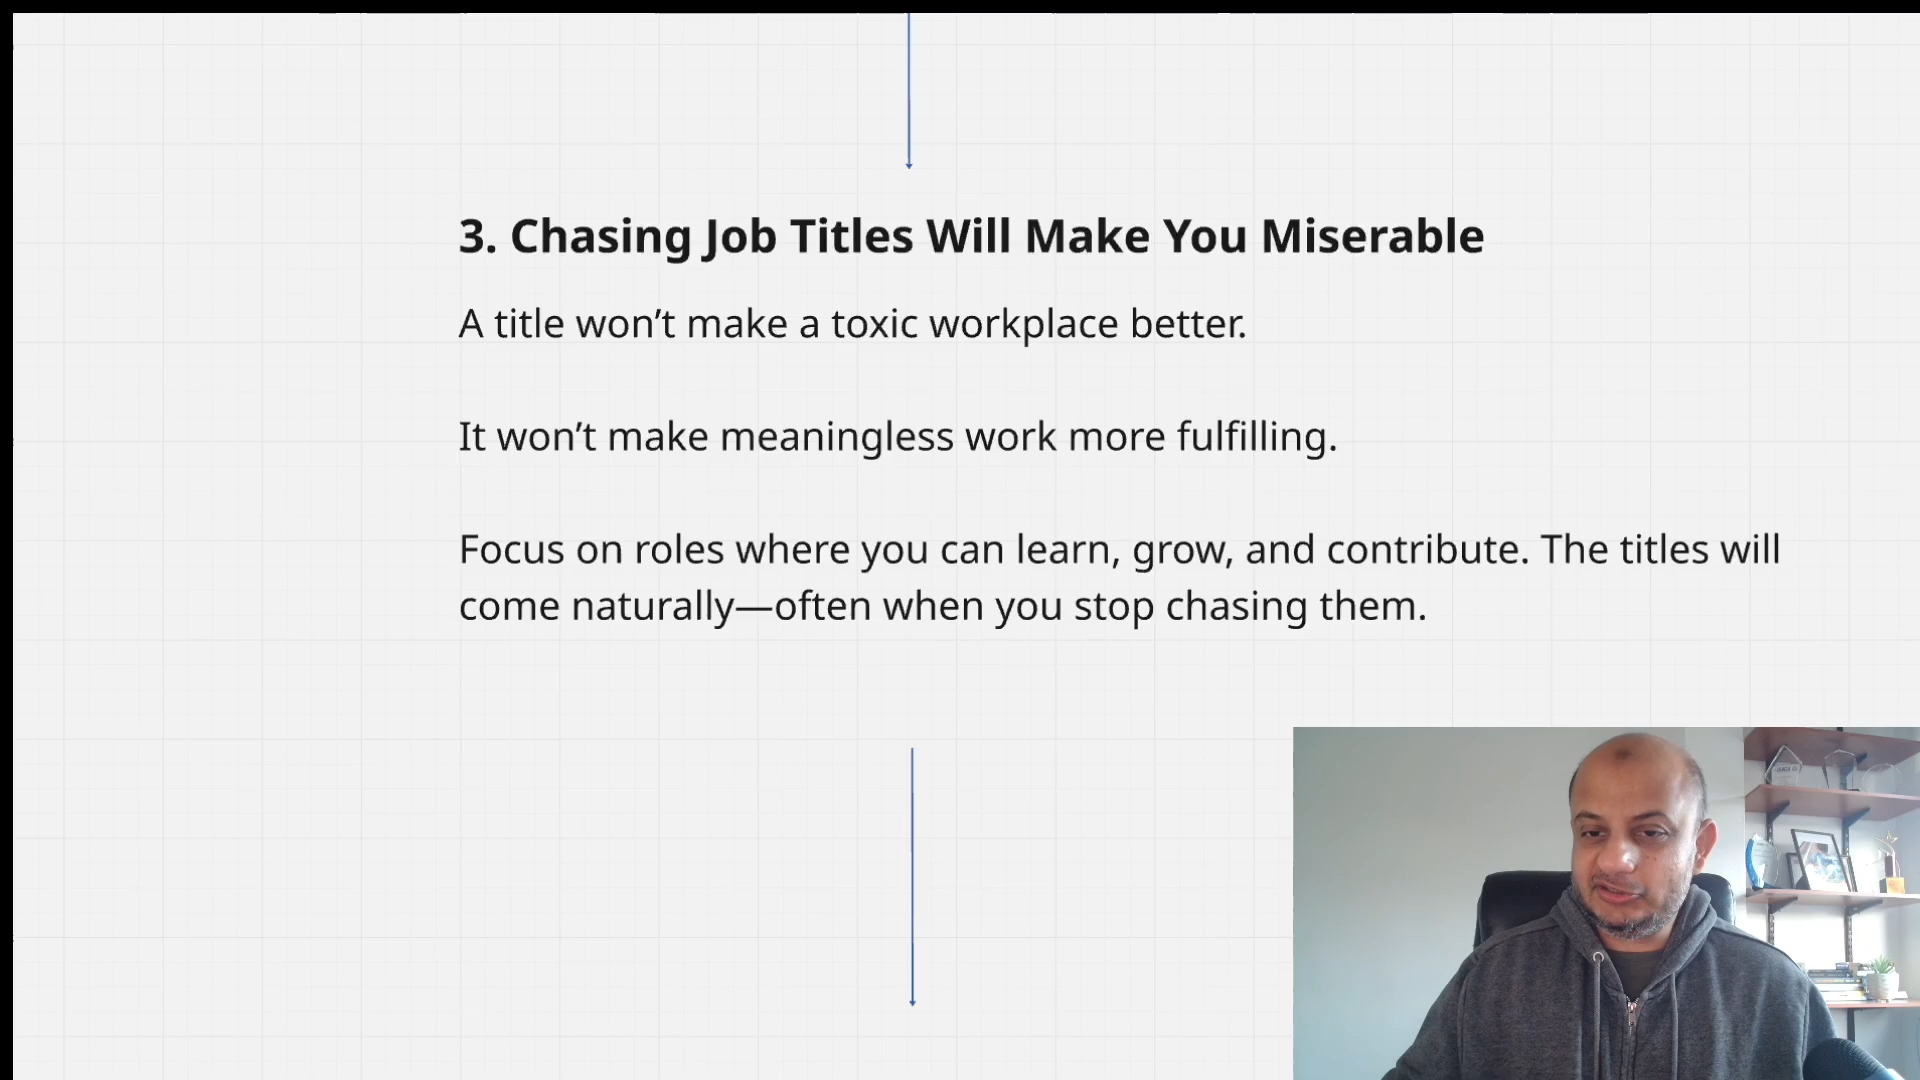 3. Chasing Job Titles Will Make You Miserable
A title won’t make a toxic workplace better.
It won’t make meaningless work more fulfilling.
Focus on roles where you can learn, grow, and contribute. The titles will
come naturally—often when you stop chasing them.